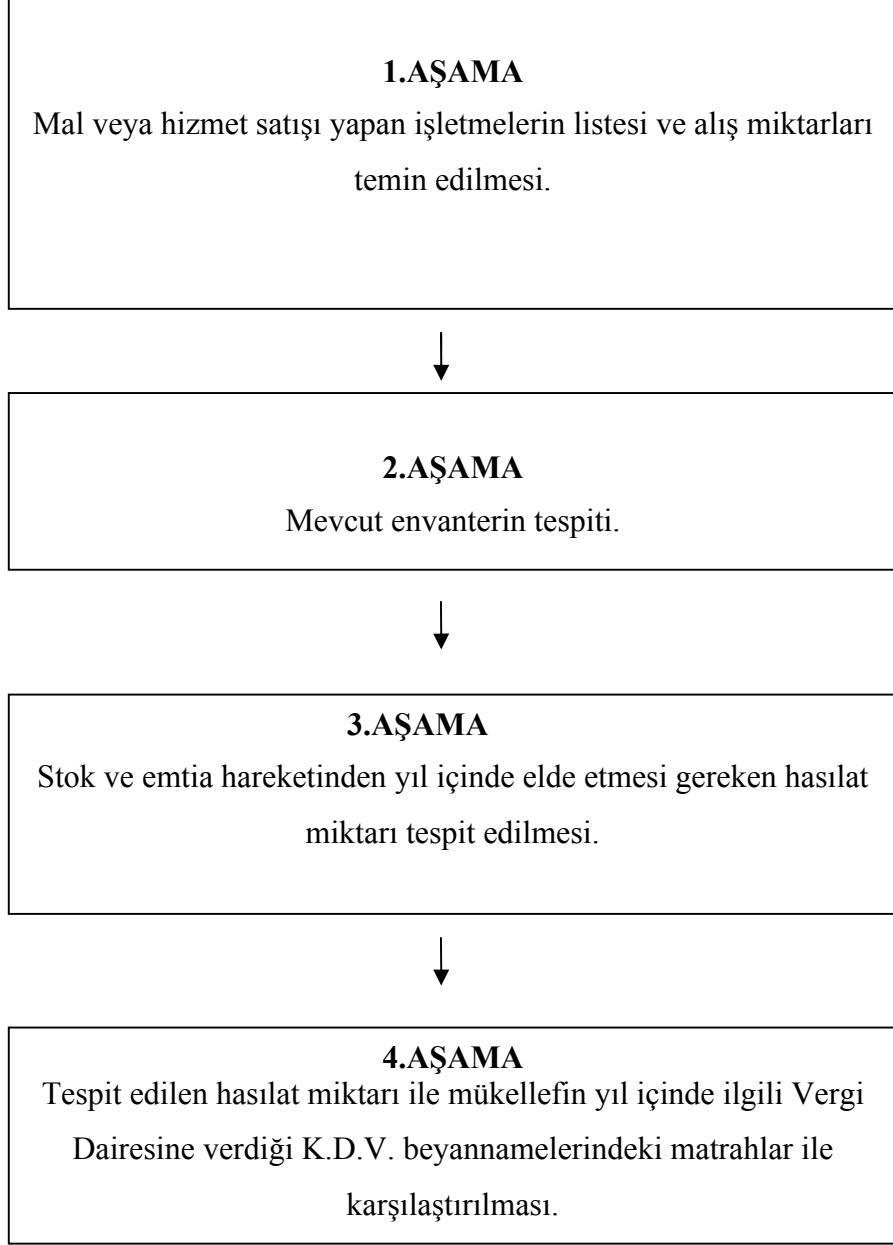 1.AŞAMA
Mal veya hizmet satışı yapan işletmelerin listesi ve alış miktarları
temin edilmesi.
2.AŞAMA
Mevcut envanterin tespiti.
3.AŞAMA
Stok ve emtia hareketinden yıl içinde elde etmesi gereken hasılat
miktarı tespit edilmesi.
4.AŞAMA
Tespit edilen hasılat miktarı ile mükellefin yıl içinde ilgili Vergi
Dairesine verdiği K.D.V. beyannamelerindeki matrahlar ile
karşılaştırılması.